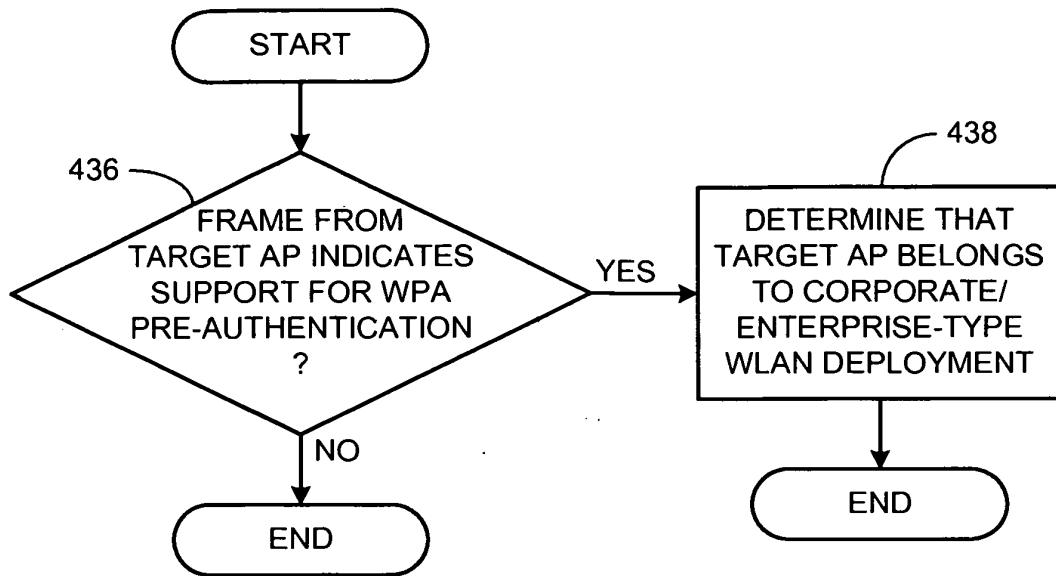 START
436
FRAME FROM
TARGET AP INDICATES
SUPPORT FOR WPA
PRE-AUTHENTICATION
?
YES
438
DETERMINE THAT
TARGET AP BELONGS
TO CORPORATE/
ENTERPRISE-TYPE
WLAN DEPLOYMENT
NO
END
END